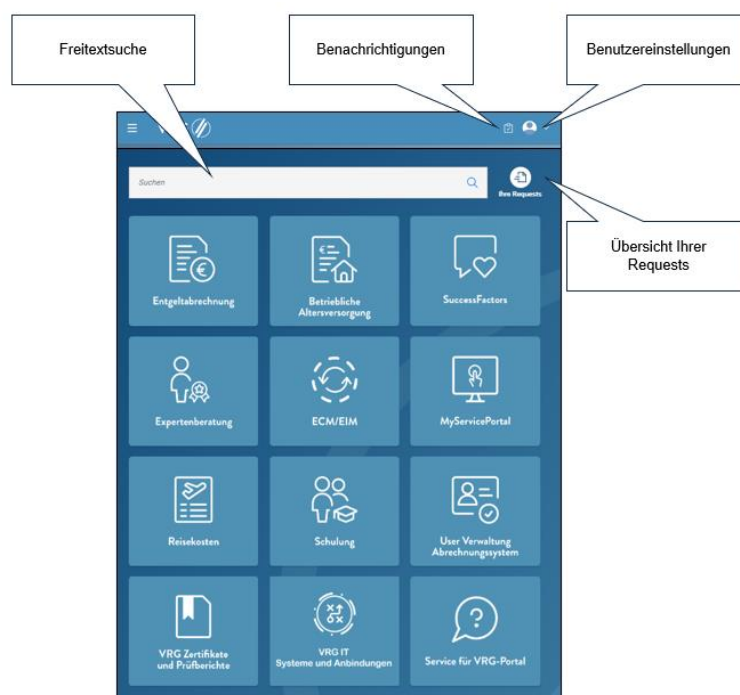 Freitextsuche
Benachrichtigungen
Benutzereinstellungen
Suchen
Ihre Requests
Übersicht Ihrer
Requests
Entgeltabrechnung
Betriebliche
Altersversorgung
SuccessFactors
Expertenberatung
ECM/EIM
MyServicePortal
Reisekosten
Schulung
User Verwaltung
Abrechnungssystem
VRG Zertifikate
und Prüfberichte
VRG IT
Systeme und Anbindungen
Service für VRG-Portal